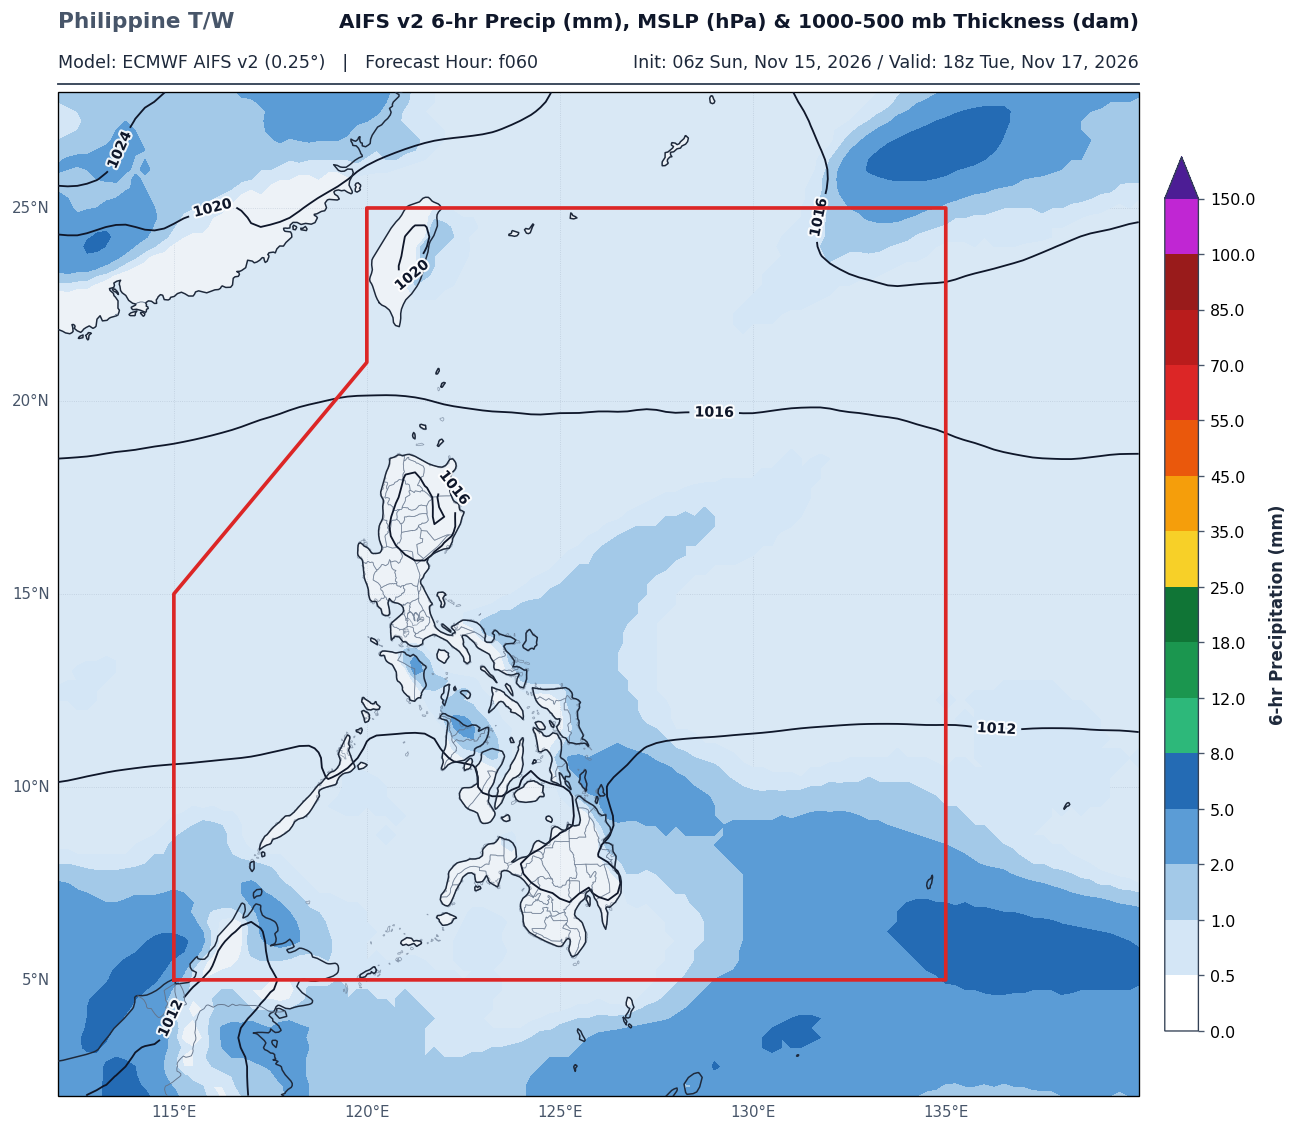 Philippine T/W
AIFS v2 6-hr Precip (mm), MSLP (hPa) & 1000-500 mb Thickness (dam)
Model: ECMWF AIFS v2 (0.25°) | Forecast Hour: f060
Init: 06z Sun, Nov 15, 2026 / Valid: 18z Tue, Nov 17, 2026
1024
1020
1016
1020
1016
1016
1012
1012
25°N
20°N
15°N
10°N
5°N
115°E
120°E
125°E
130°E
135°E
150.0
100.0
85.0
70.0
55.0
45.0
35.0
25.0
18.0
12.0
8.0
5.0
2.0
1.0
0.5
0.0
6-hr Precipitation (mm)